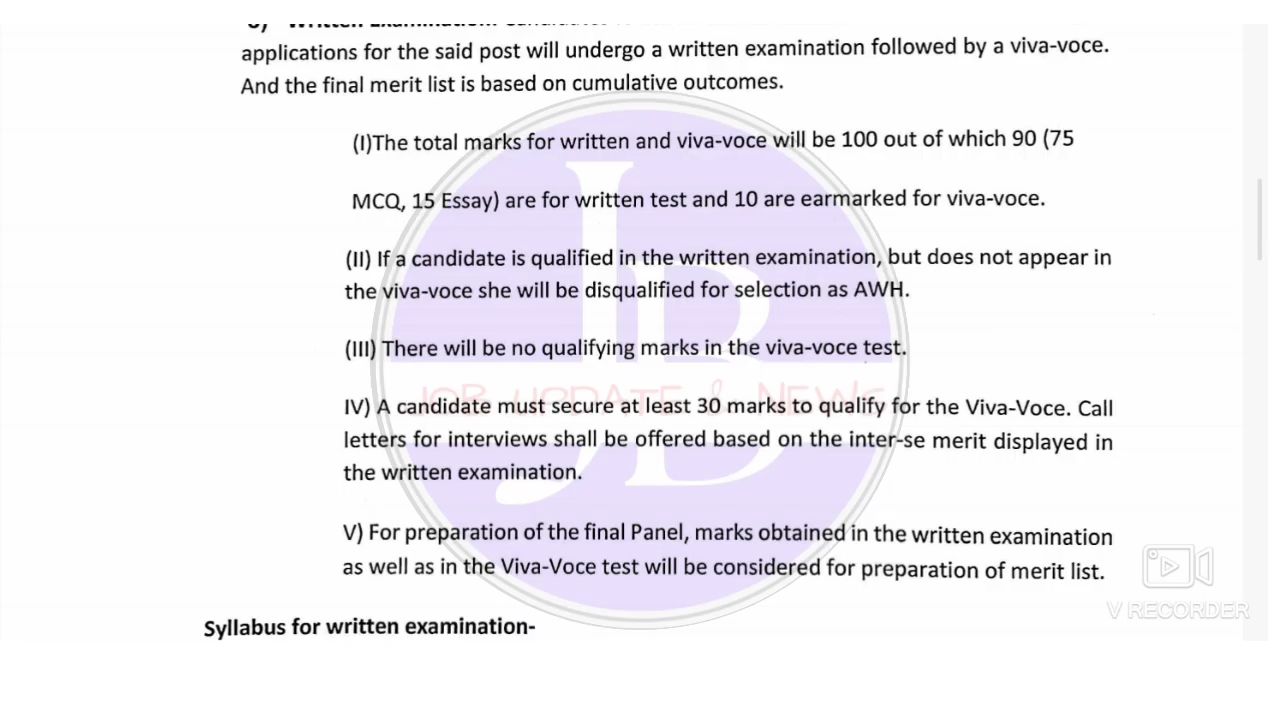 applications for the said post will undergo a written examination followed by a viva-voce.
And the final merit list is based on cumulative outcomes.
(I)The total marks for written and viva-voce will be 100 out of which 90 (75
MCQ, 15 Essay) are for written test and 10 are earmarked for viva-voce.
(II) If a candidate is qualified in the written examination, but does not appear in
the viva-voce she will be disqualified for selection as AWH.
(III) There will be no qualifying marks in the viva-voce test.
JOB UPDATE & NEWS
IV) A candidate must secure at least 30 marks to qualify for the Viva-Voce. Call
letters for interviews shall be offered based on the inter-se merit displayed in
the written examination.
V) For preparation of the final Panel, marks obtained in the written examination
as well as in the Viva-Voce test will be considered for preparation of merit list.
V RECORDER
Syllabus for written examination-